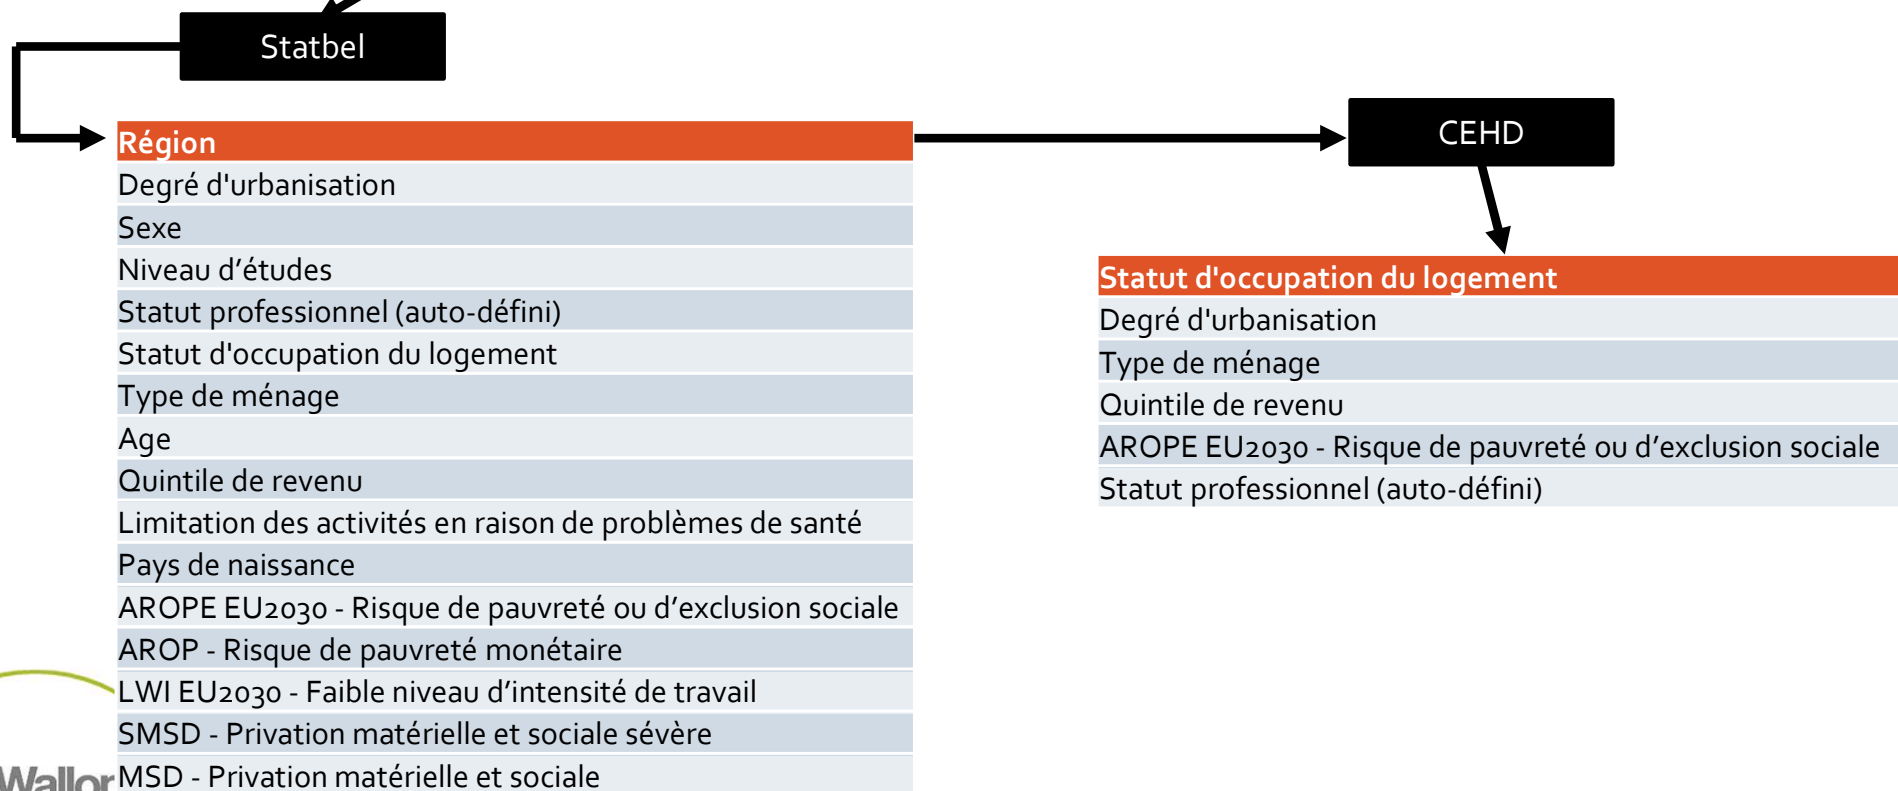 Statbel
Région
Degré d'urbanisation
Sexe
Niveau d’études
Statut professionnel (auto-défini)
Statut d'occupation du logement
Type de ménage
Age
Quintile de revenu
Limitation des activités en raison de problèmes de santé
Pays de naissance
AROPE EU2030 - Risque de pauvreté ou d’exclusion sociale
AROP - Risque de pauvreté monétaire
LWI EU2030 - Faible niveau d’intensité de travail
SMSD - Privation matérielle et sociale sévère
MSD - Privation matérielle et sociale
CEHD
Statut d'occupation du logement
Degré d'urbanisation
Type de ménage
Quintile de revenu
AROPE EU2030 - Risque de pauvreté ou d’exclusion sociale
Statut professionnel (auto-défini)